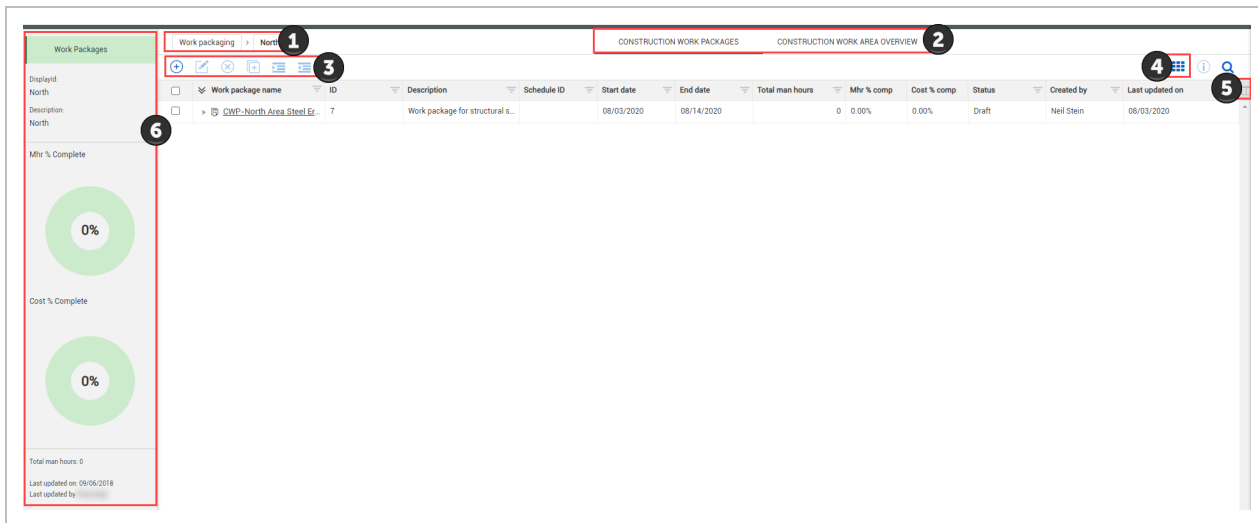 Work Packages
DisplayId:
North
Description:
North
6
Mhr % Complete
0%
Cost % Complete
0%
Total man hours: 0
Last updated on: 09/06/2018
Last updated by
Work packaging > North 1
CONSTRUCTION WORK PACKAGES CONSTRUCTION WORK AREA OVERVIEW 2
3 4
Work package name ID Description Schedule ID Start date End date Total man hours Mhr % comp Cost % comp Status Created by Last updated on 5
CWP-North Area Steel Er... 7 Work package for structural s... 08/03/2020 08/14/2020 0 0.00% 0.00% Draft Neil Stein 08/03/2020